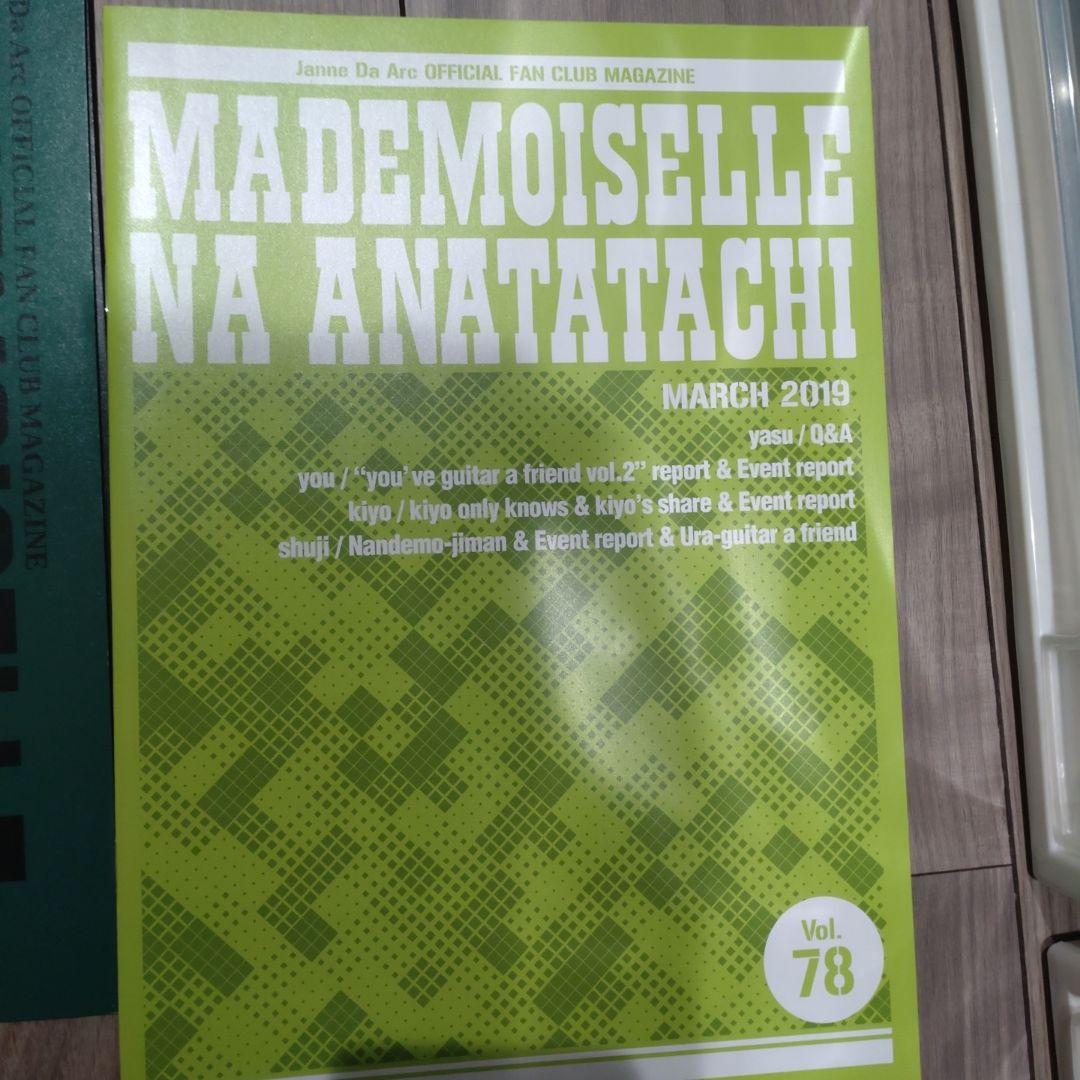 Janne Da Arc OFFICIAL FAN CLUB MAGAZINE
MADEMOISELLE
NA ANATATACHI
MARCH 2019
yasu / Q&A
you / “you’ve guitar a friend vol.2” report & Event report
kiyo / kiyo only knows & kiyo’s share & Event report
shuji / Nandemo-jiman & Event report & Ura-guitar a friend
Vol.
78
Da Arc OFFICIAL FAN CLUB MAGAZINE